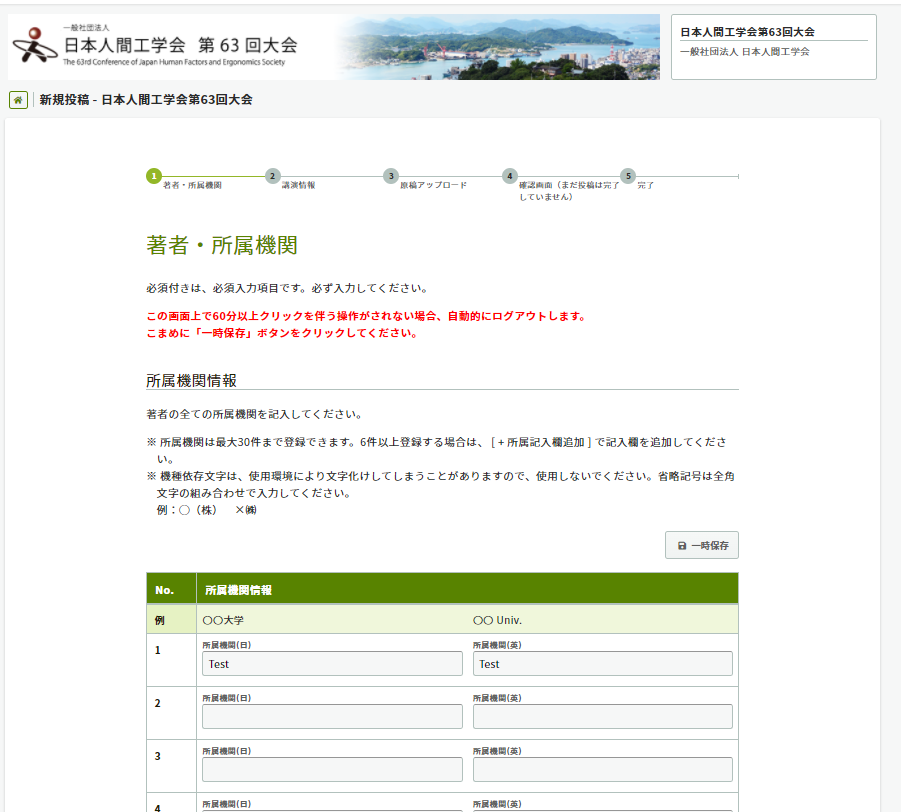 一般社団法人
日本人間工学会 第 63 回大会
The 63rd Conference of Japan Human Factors and Ergonomics Society
日本人間工学会第63回大会
一般社団法人 日本人間工学会
新規投稿 - 日本人間工学会第63回大会
1 著者・所属機関
2 講演情報
3 原稿アップロード
4 確認画面（まだ投稿は完了
していません）
5 完了
著者・所属機関
必須付きは、必須入力項目です。必ず入力してください。
この画面上で60分以上クリックを伴う操作がされない場合、自動的にログアウトします。
こまめに「一時保存」ボタンをクリックしてください。
所属機関情報
著者の全ての所属機関を記入してください。
※ 所属機関は最大30件まで登録できます。6件以上登録する場合は、 [ + 所属記入欄追加 ] で記入欄を追加してくださ
い。
※ 機種依存文字は、使用環境により文字化けしてしまうことがありますので、使用しないでください。省略記号は全角
文字の組み合わせで入力してください。
例：○（株）　×㈱
一時保存
No. 所属機関情報
例 〇〇大学 〇〇 Univ.
1 所属機関(日) 所属機関(英)
Test Test
2 所属機関(日) 所属機関(英)
3 所属機関(日) 所属機関(英)
4 所属機関(日) 所属機関(英)